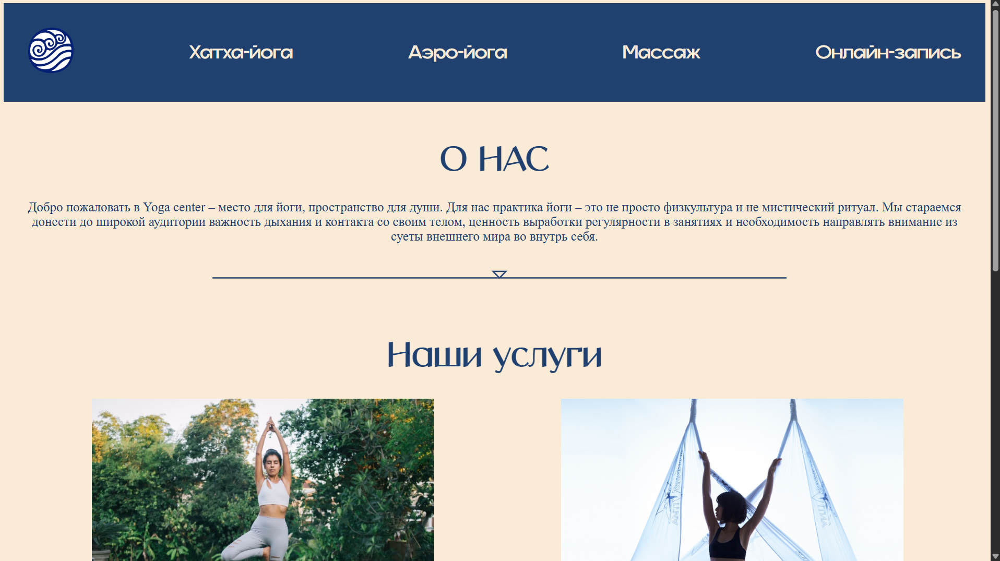 Хатха-йога Аэро-йога Массаж Онлайн-запись
О НАС
Добро пожаловать в Yoga center – место для йоги, пространство для души. Для нас практика йоги – это не просто физкультура и не мистический ритуал. Мы стараемся
донести до широкой аудитории важность дыхания и контакта со своим телом, ценность выработки регулярности в занятиях и необходимость направлять внимание из
суеты внешнего мира во внутрь себя.
Наши услуги